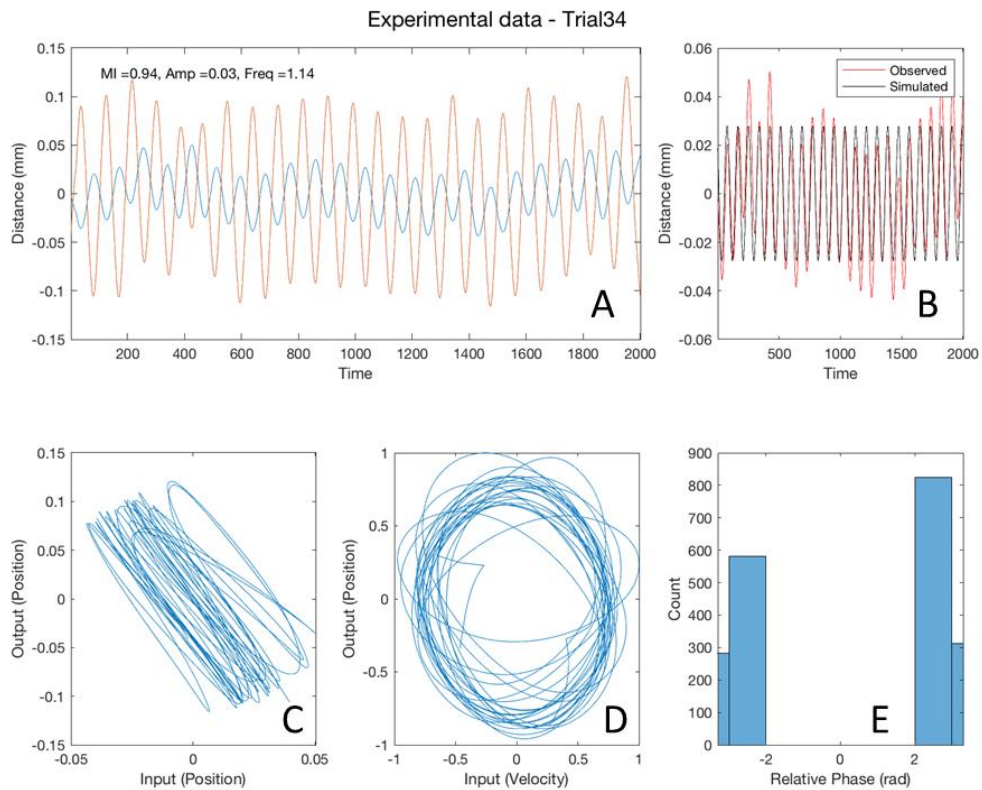 Experimental data - Trial34
MI =0.94, Amp =0.03, Freq =1.14
0.15
0.1
0.05
0
-0.05
-0.1
-0.15
Distance (mm)
200 400 600 800 1000 1200 1400 1600 1800 2000
Time
A
0.06
0.04
0.02
0
-0.02
-0.04
-0.06
Distance (mm)
Observed
Simulated
500 1000 1500 2000
Time
B
0.15
0.1
0.05
0
-0.05
-0.1
-0.15
Output (Position)
-0.05 0 0.05
Input (Position)
C
1
0.5
0
-0.5
-1
Output (Position)
-1 -0.5 0 0.5 1
Input (Velocity)
D
900
800
700
600
500
400
300
200
100
0
Count
-2 0 2
Relative Phase (rad)
E